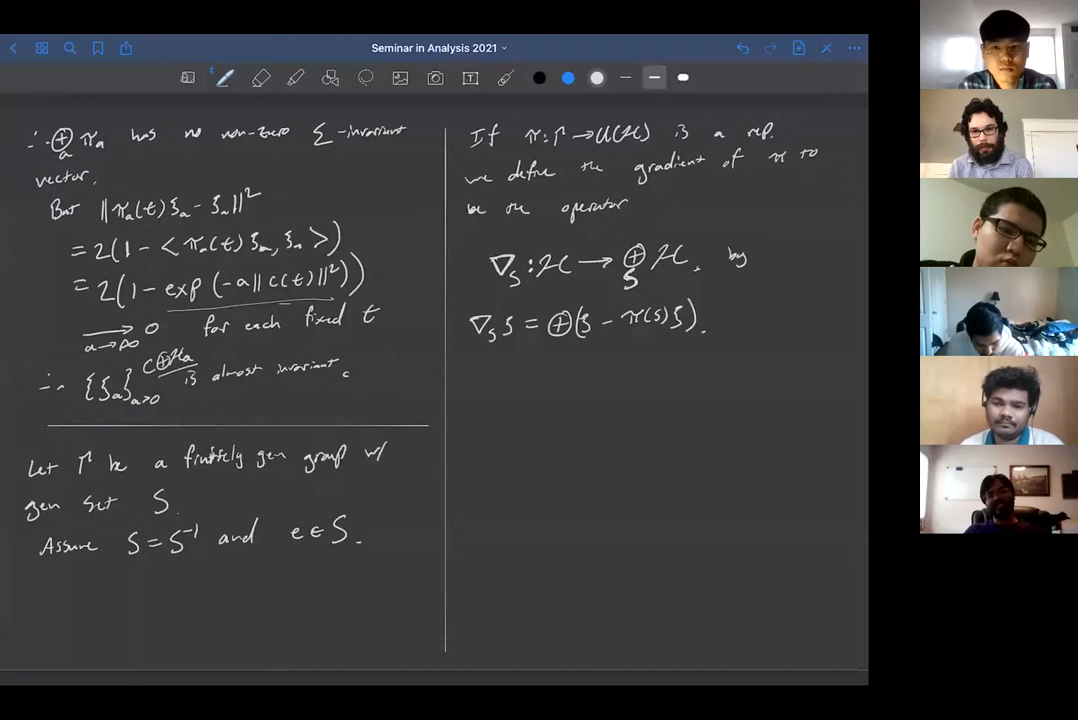 Seminar in Analysis 2021
∴ ⊕_a π_a has no non-zero Σ-invariant
vector.
But ‖π_a(t)ξ_a - ξ_a‖²
= 2(1 - <π_a(t)ξ_a, ξ_a>)
= 2(1 - exp(-a‖c(t)‖²))
⟶_{a→∞} 0 for each fixed t
∴ {ξ_a}_{a>0} ⊂ ⊕H_a is almost invariant.
Let Γ be a finitely gen group w/
gen set S.
Assume S = S⁻¹ and e ∈ S.
If π: Γ → U(H) is a rep.
we define the gradient of π to
be the operator
∇_S : H ⟶ ⊕_S H, by
∇_S ξ = ⊕(ξ - π(s)ξ).